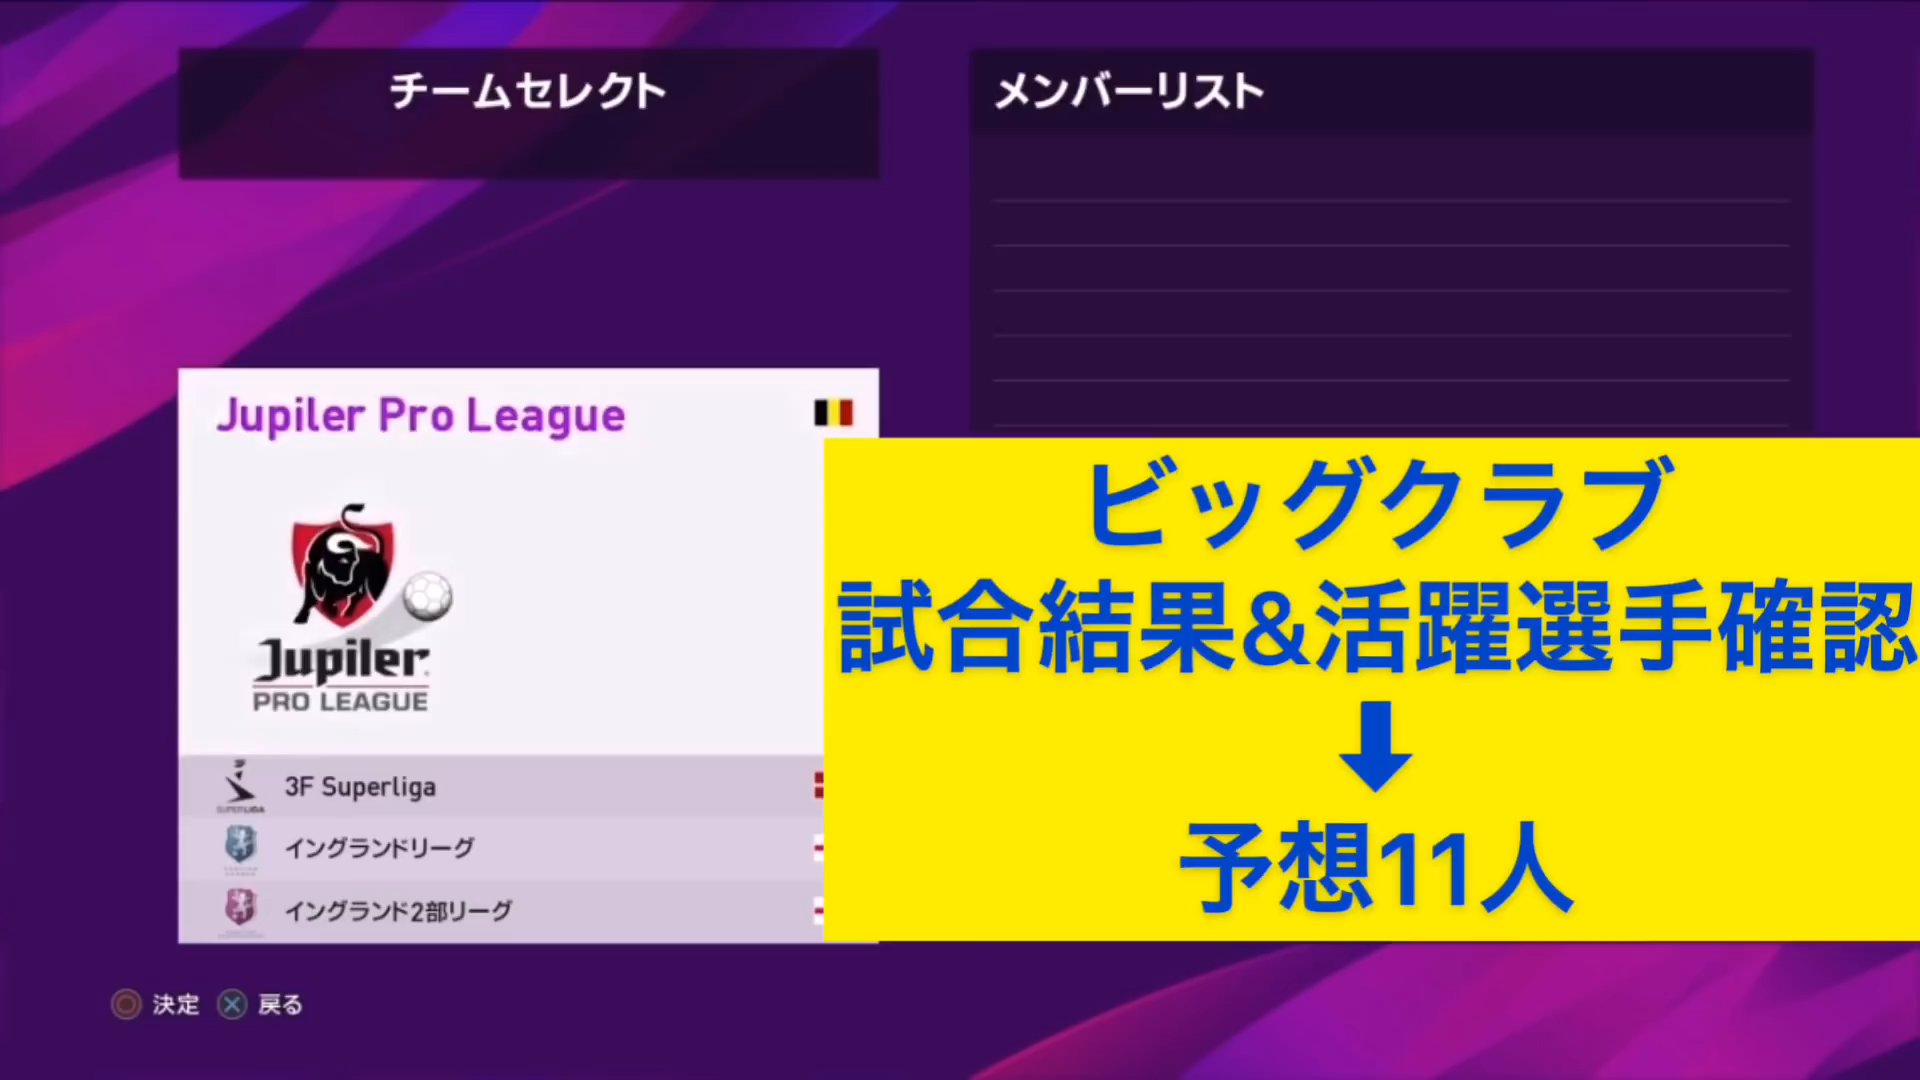 チームセレクト
メンバーリスト
Jupiler Pro League
Jupiler
PRO LEAGUE
SUPERLIGA
3F Superliga
イングランドリーグ
イングランド2部リーグ
ビッグクラブ
試合結果&活躍選手確認
予想11人
決定
戻る